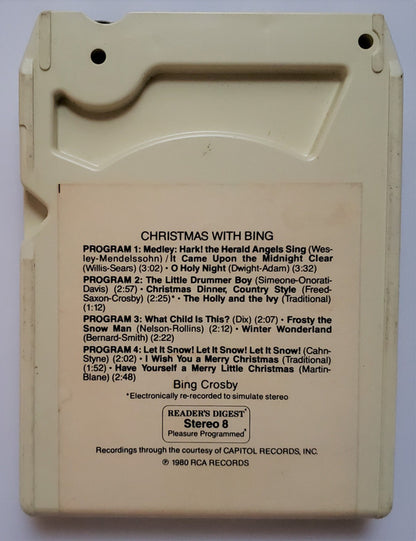 CHRISTMAS WITH BING
PROGRAM 1: Medley: Hark! the Herald Angels Sing (Wes-
ley-Mendelssohn) / It Came Upon the Midnight Clear
(Willis-Sears) (3:02) • O Holy Night (Dwight-Adam) (3:32)
PROGRAM 2: The Little Drummer Boy (Simeone-Onorati-
Davis) (2:57) • Christmas Dinner, Country Style (Freed-
Saxon-Crosby) (2:25)* • The Holly and the Ivy (Traditional)
(1:12)
PROGRAM 3: What Child Is This? (Dix) (2:07) • Frosty the
Snow Man (Nelson-Rollins) (2:12) • Winter Wonderland
(Bernard-Smith) (2:22)
PROGRAM 4: Let It Snow! Let It Snow! Let It Snow! (Cahn-
Styne) (2:02) • I Wish You a Merry Christmas (Traditional)
(1:52) • Have Yourself a Merry Little Christmas (Martin-
Blane) (2:48)
Bing Crosby
*Electronically re-recorded to simulate stereo
READER'S DIGEST*
Stereo 8
Pleasure Programmed*
Recordings through the courtesy of CAPITOL RECORDS, INC.
℗ 1980 RCA RECORDS